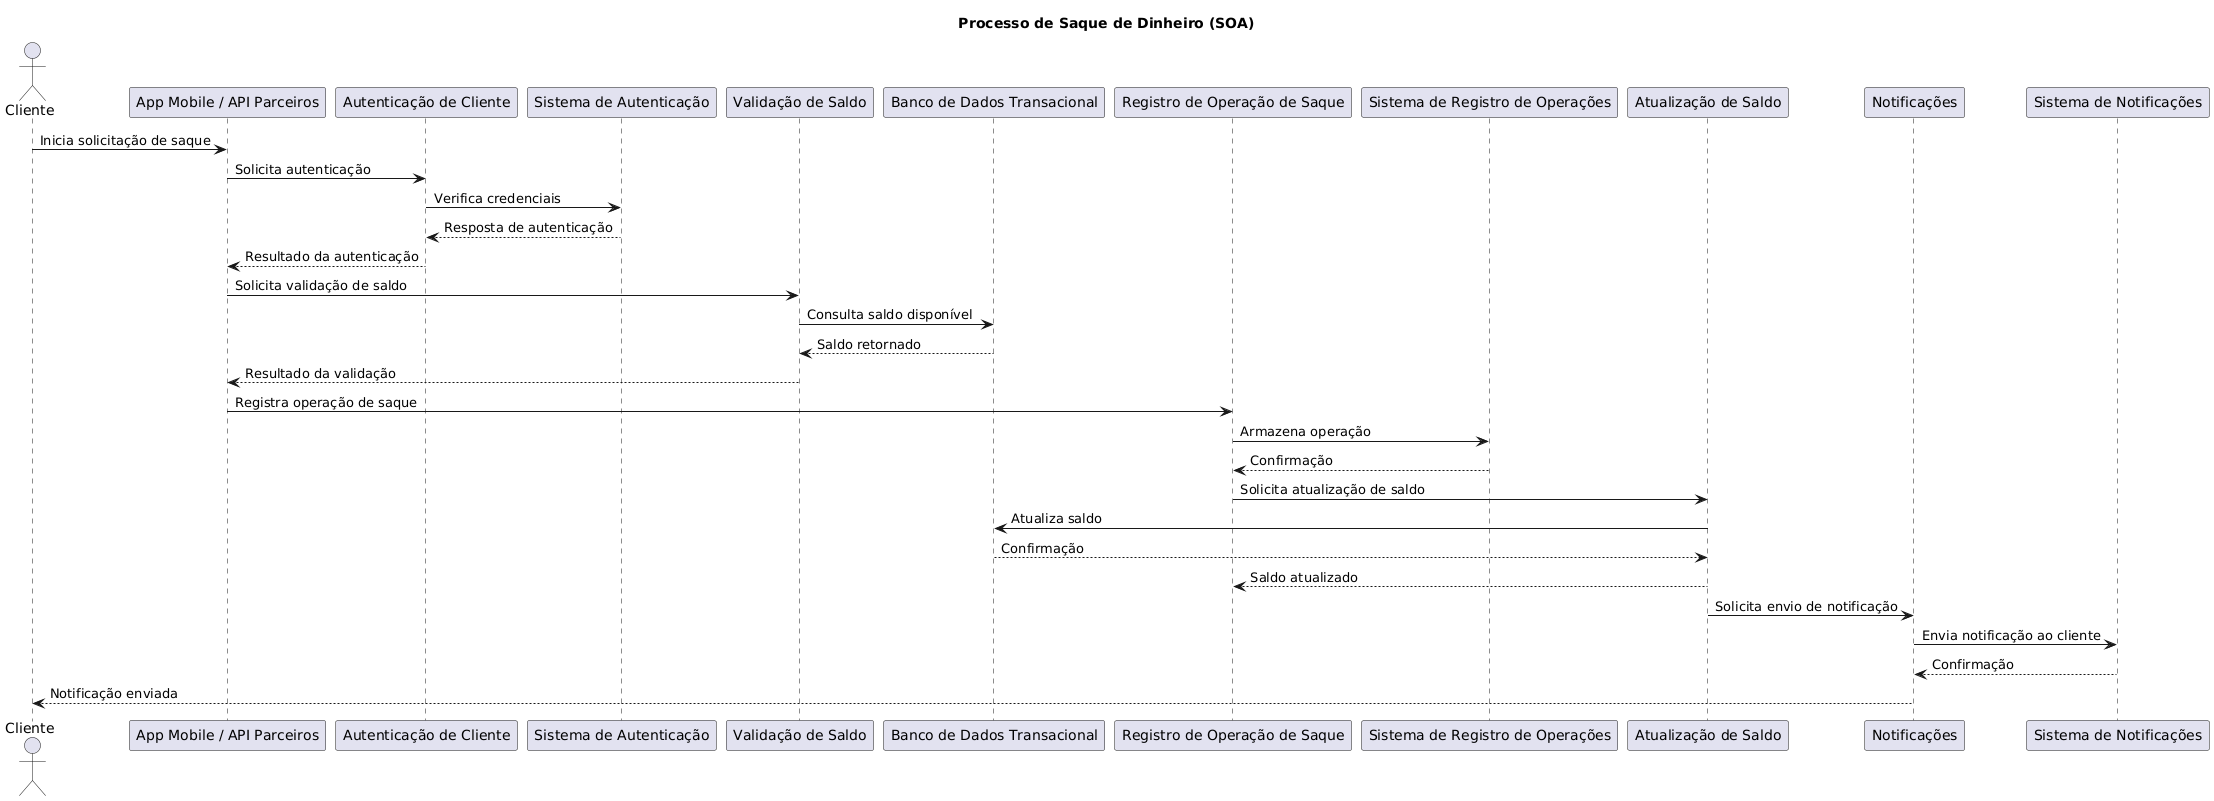 Processo de Saque de Dinheiro (SOA)
Cliente
App Mobile / API Parceiros
Autenticação de Cliente
Sistema de Autenticação
Validação de Saldo
Banco de Dados Transacional
Registro de Operação de Saque
Sistema de Registro de Operações
Atualização de Saldo
Notificações
Sistema de Notificações
Inicia solicitação de saque
Solicita autenticação
Verifica credenciais
Resposta de autenticação
Resultado da autenticação
Solicita validação de saldo
Consulta saldo disponível
Saldo retornado
Resultado da validação
Registra operação de saque
Armazena operação
Confirmação
Solicita atualização de saldo
Atualiza saldo
Confirmação
Saldo atualizado
Solicita envio de notificação
Envia notificação ao cliente
Confirmação
Notificação enviada
Cliente
App Mobile / API Parceiros
Autenticação de Cliente
Sistema de Autenticação
Validação de Saldo
Banco de Dados Transacional
Registro de Operação de Saque
Sistema de Registro de Operações
Atualização de Saldo
Notificações
Sistema de Notificações